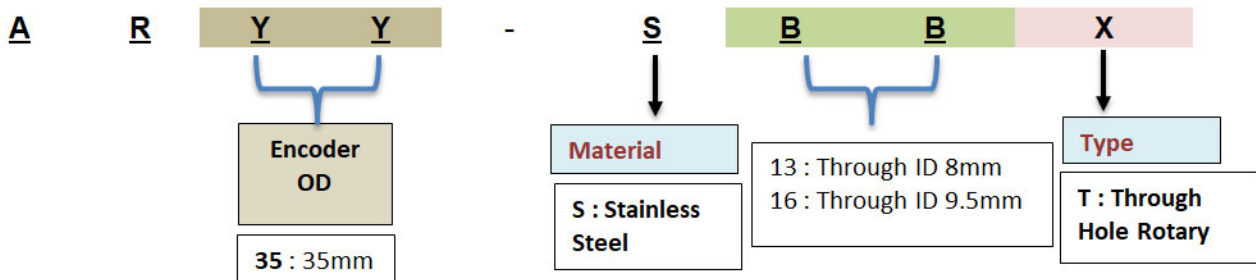 A R Y Y - S B B X
Encoder
OD
35 : 35mm
Material
S : Stainless
Steel
13 : Through ID 8mm
16 : Through ID 9.5mm
Type
T : Through
Hole Rotary